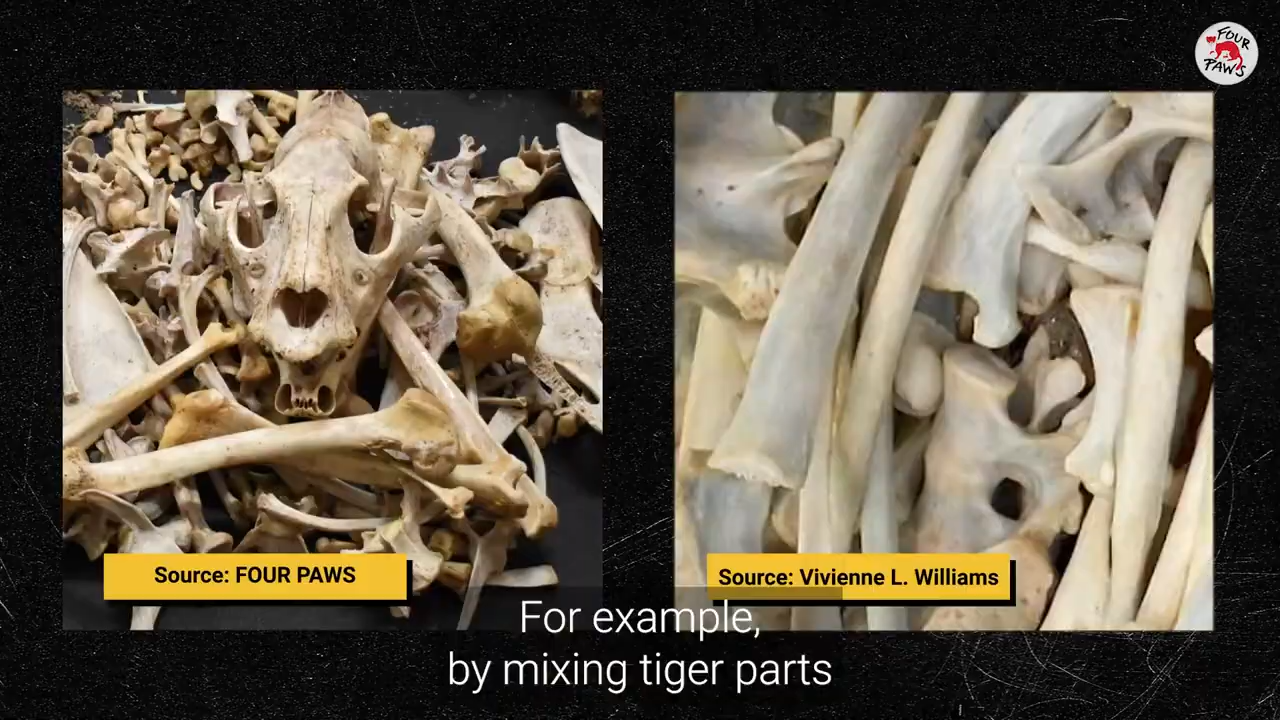 FOUR
PAWS
Source: FOUR PAWS
Source: Vivienne L. Williams
For example,
by mixing tiger parts